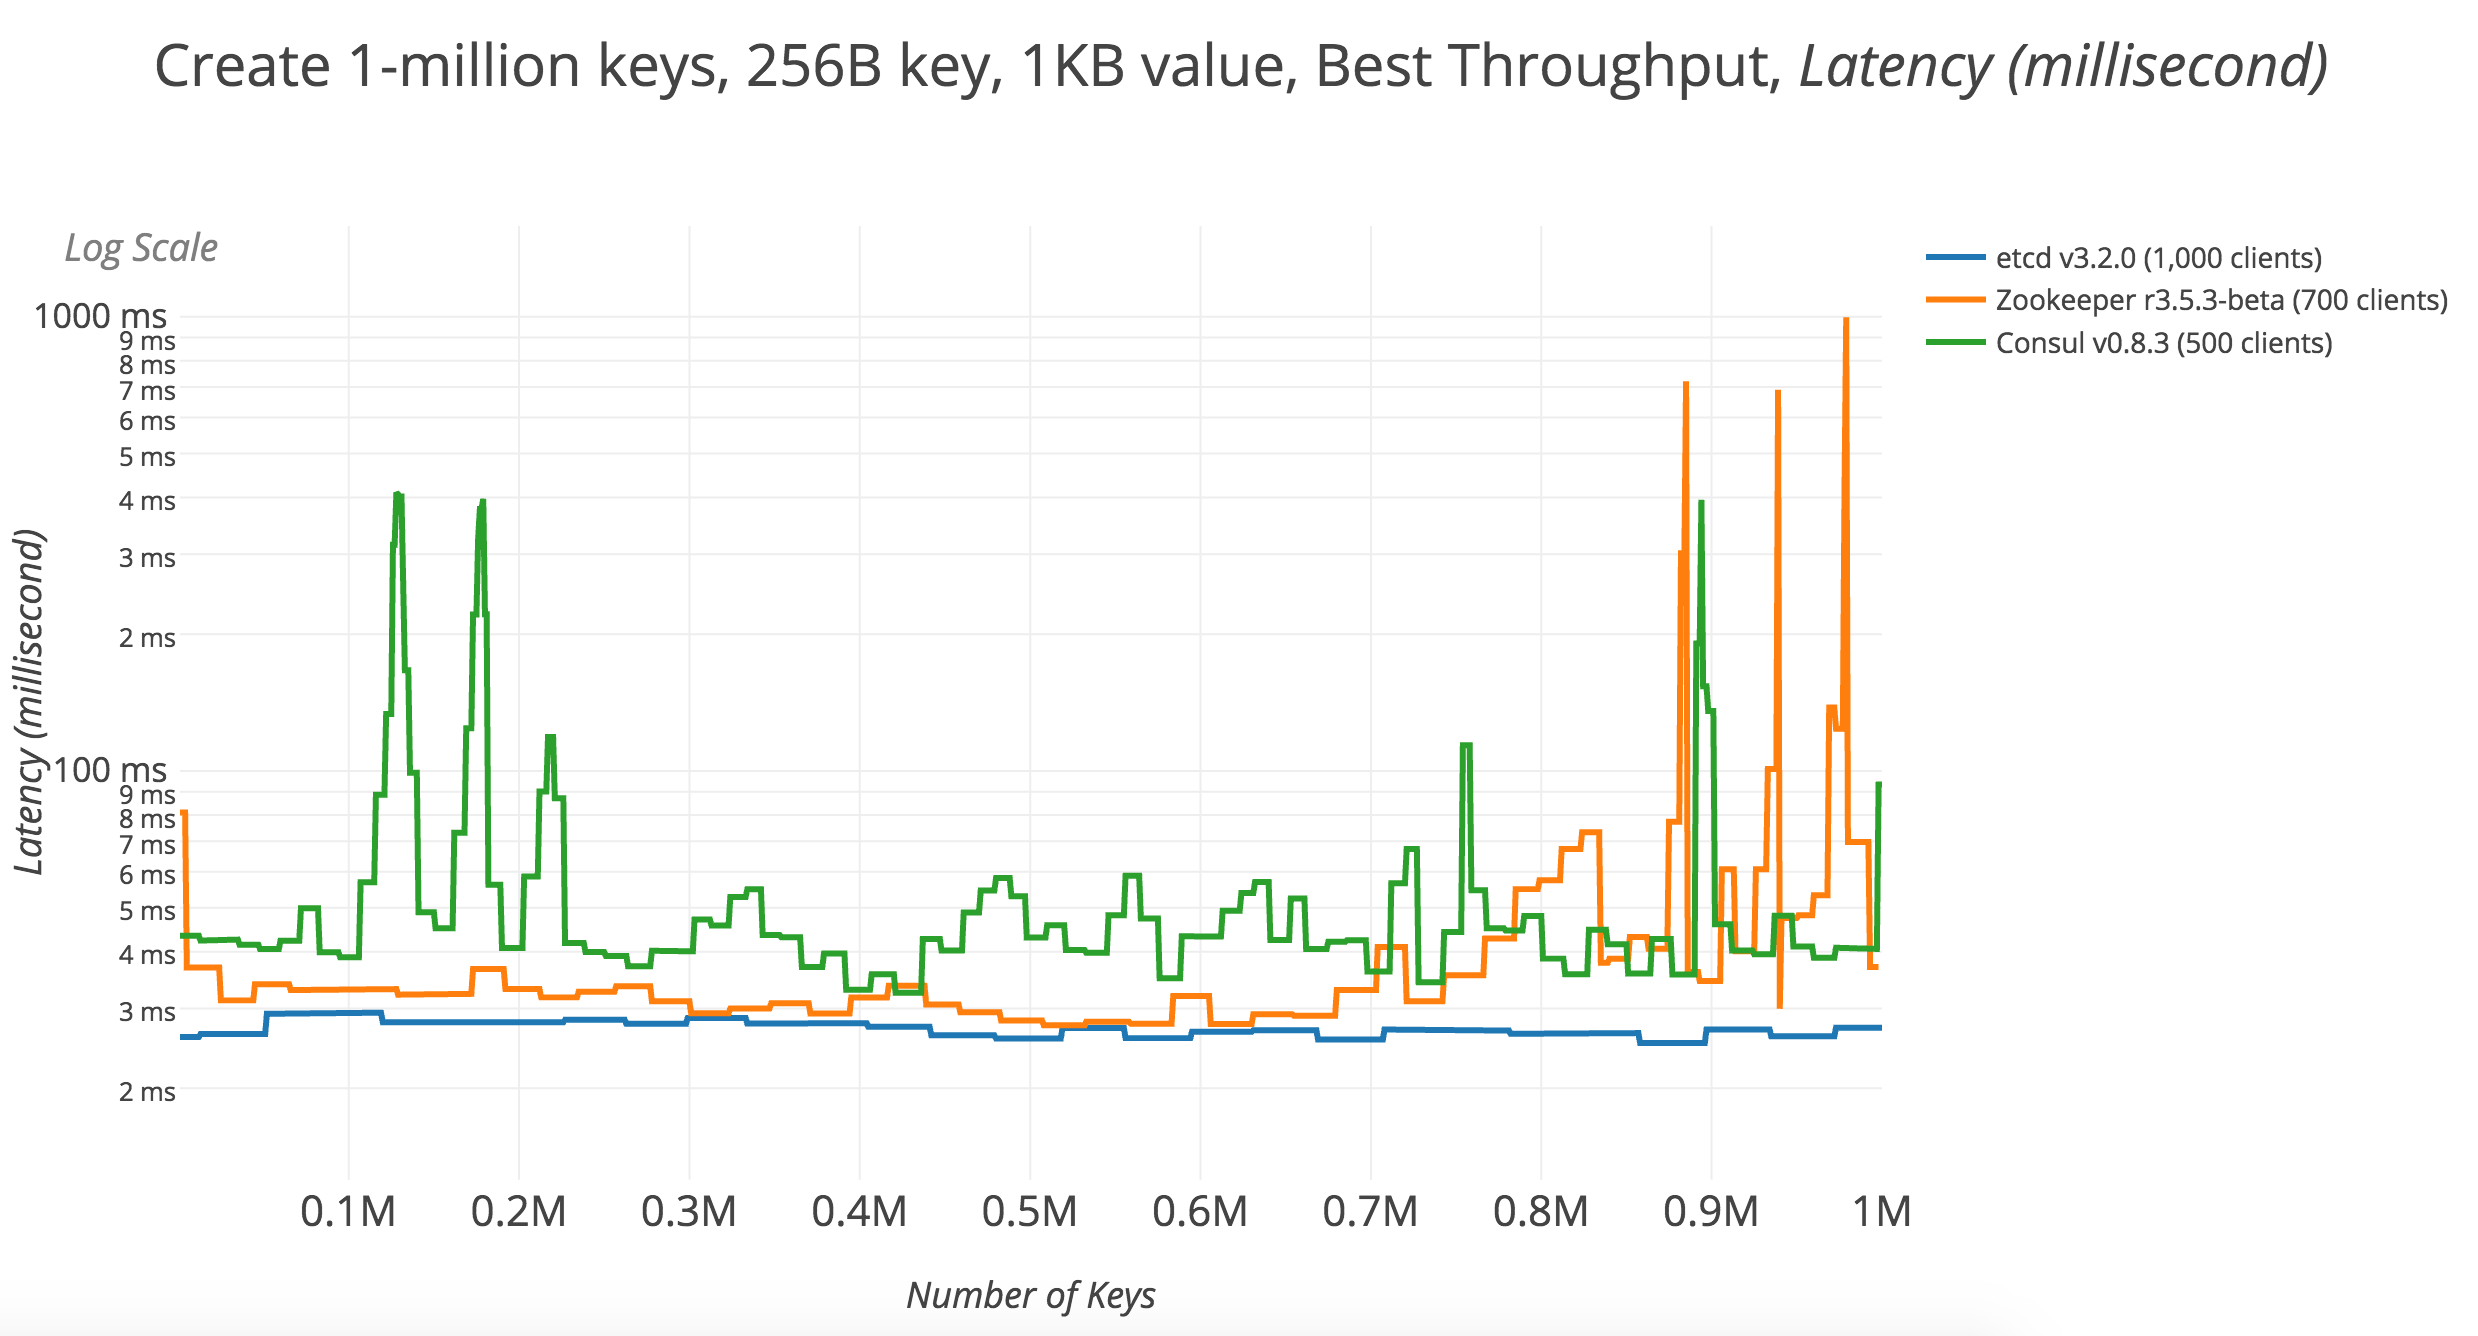 Create 1-million keys, 256B key, 1KB value, Best Throughput, Latency (millisecond)
Log Scale
etcd v3.2.0 (1,000 clients)
Zookeeper r3.5.3-beta (700 clients)
Consul v0.8.3 (500 clients)
1000 ms
9 ms
8 ms
7 ms
6 ms
5 ms
4 ms
3 ms
2 ms
100 ms
9 ms
8 ms
7 ms
6 ms
5 ms
4 ms
3 ms
2 ms
Latency (millisecond)
0.1M 0.2M 0.3M 0.4M 0.5M 0.6M 0.7M 0.8M 0.9M 1M
Number of Keys